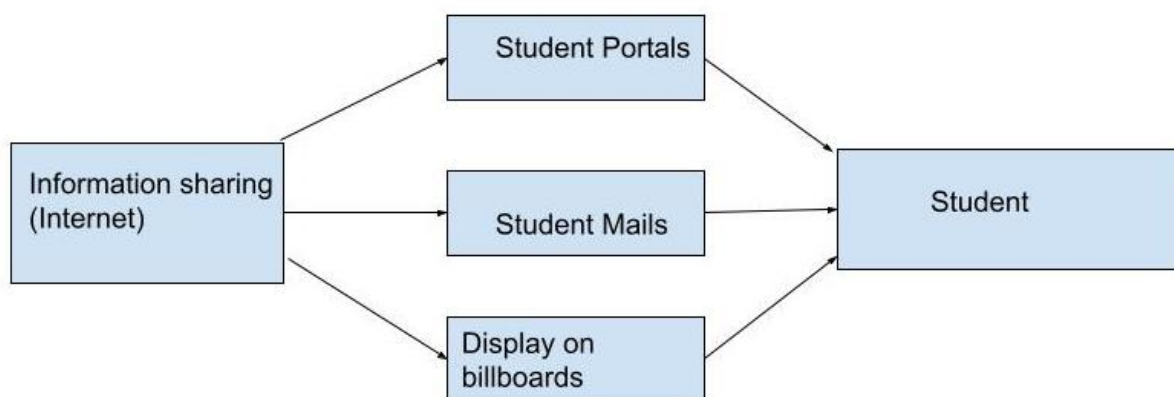 Student Portals
Information sharing
(Internet)
Student Mails
Student
Display on
billboards